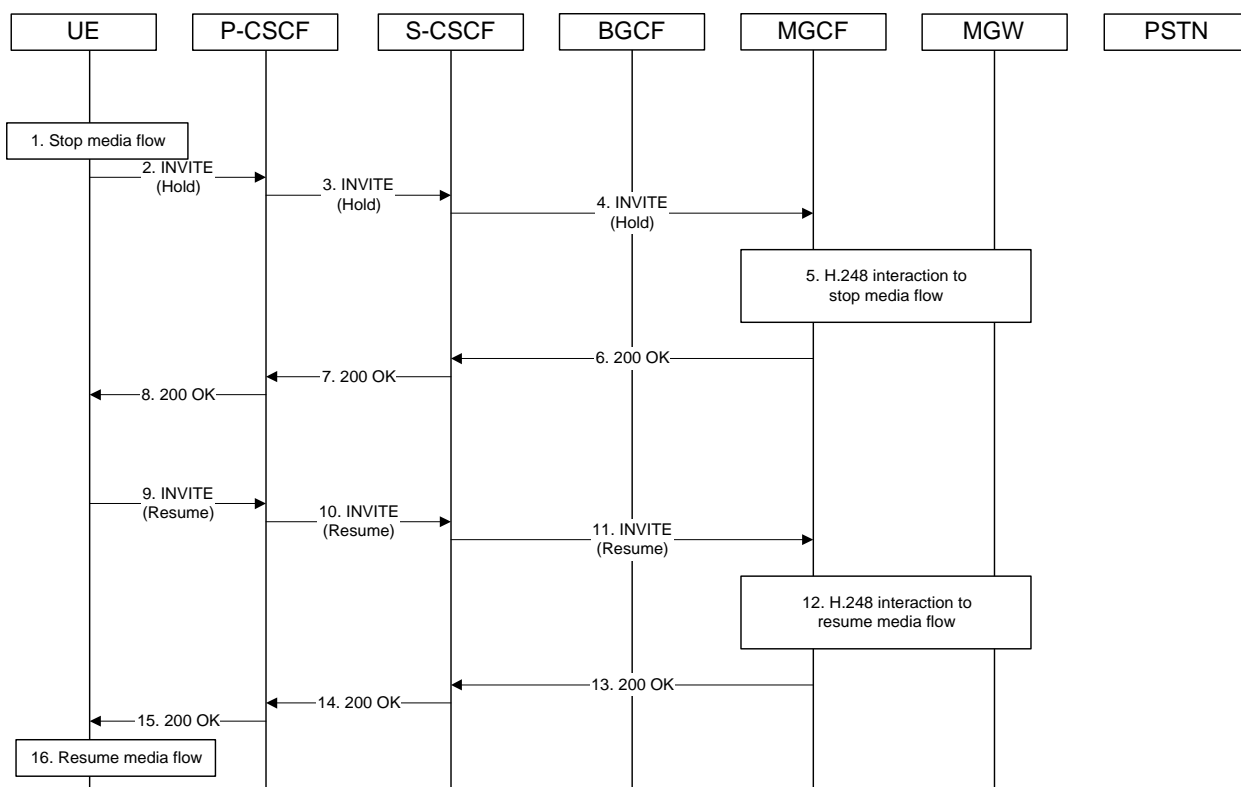 UE
P-CSCF
S-CSCF
BGCF
MGCF
MGW
PSTN
1. Stop media flow
2. INVITE
(Hold)
3. INVITE
(Hold)
4. INVITE
(Hold)
5. H.248 interaction to
stop media flow
6. 200 OK
7. 200 OK
8. 200 OK
9. INVITE
(Resume)
10. INVITE
(Resume)
11. INVITE
(Resume)
12. H.248 interaction to
resume media flow
13. 200 OK
14. 200 OK
15. 200 OK
16. Resume media flow